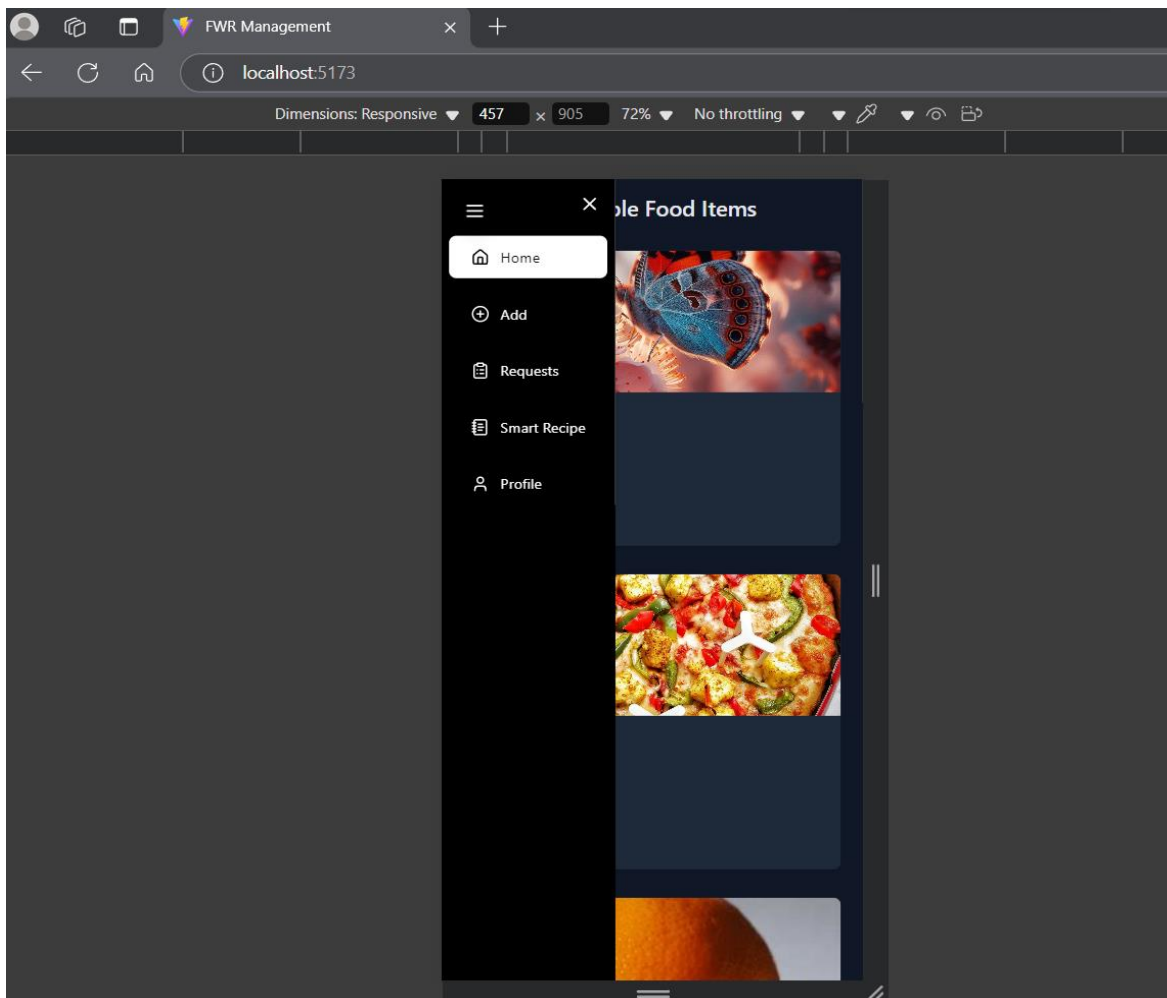 FWR Management
localhost:5173
Dimensions: Responsive 457 × 905 72% No throttling
ble Food Items
Home
Add
Requests
Smart Recipe
Profile